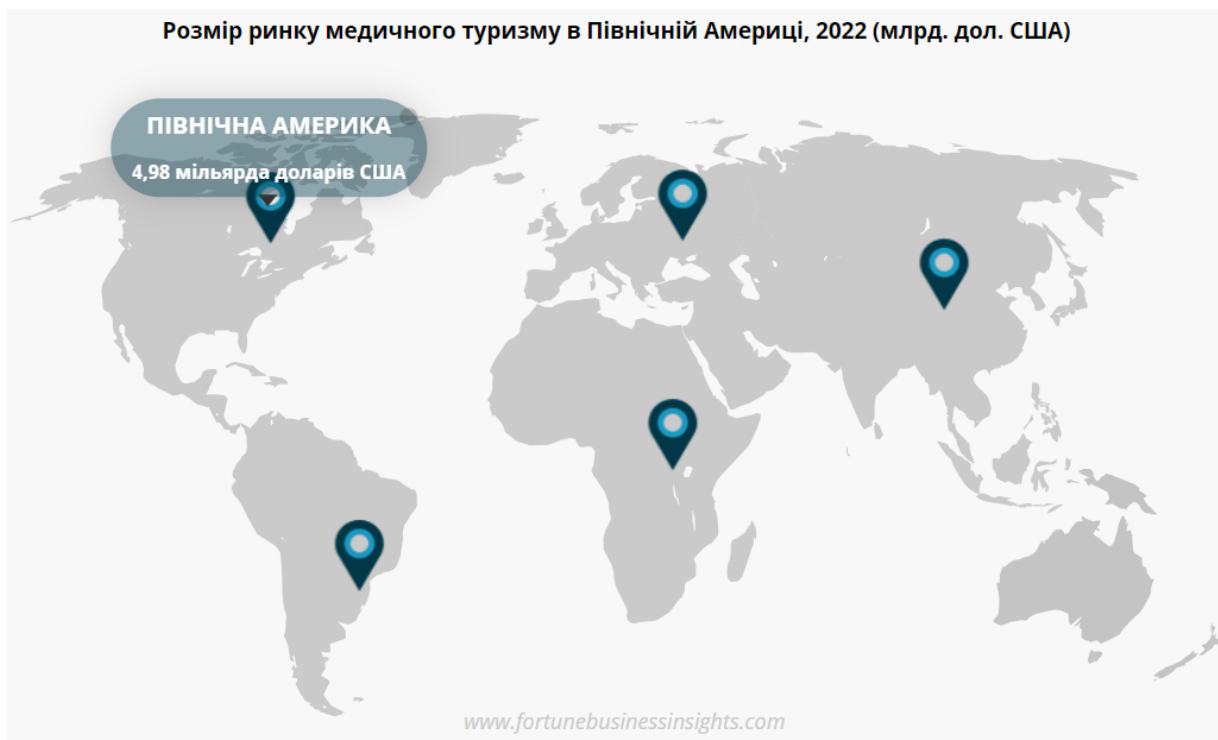 Розмір ринку медичного туризму в Північній Америці, 2022 (млрд. дол. США)
ПІВНІЧНА АМЕРИКА
4,98 мільярда доларів США
www.fortunebusinessinsights.com